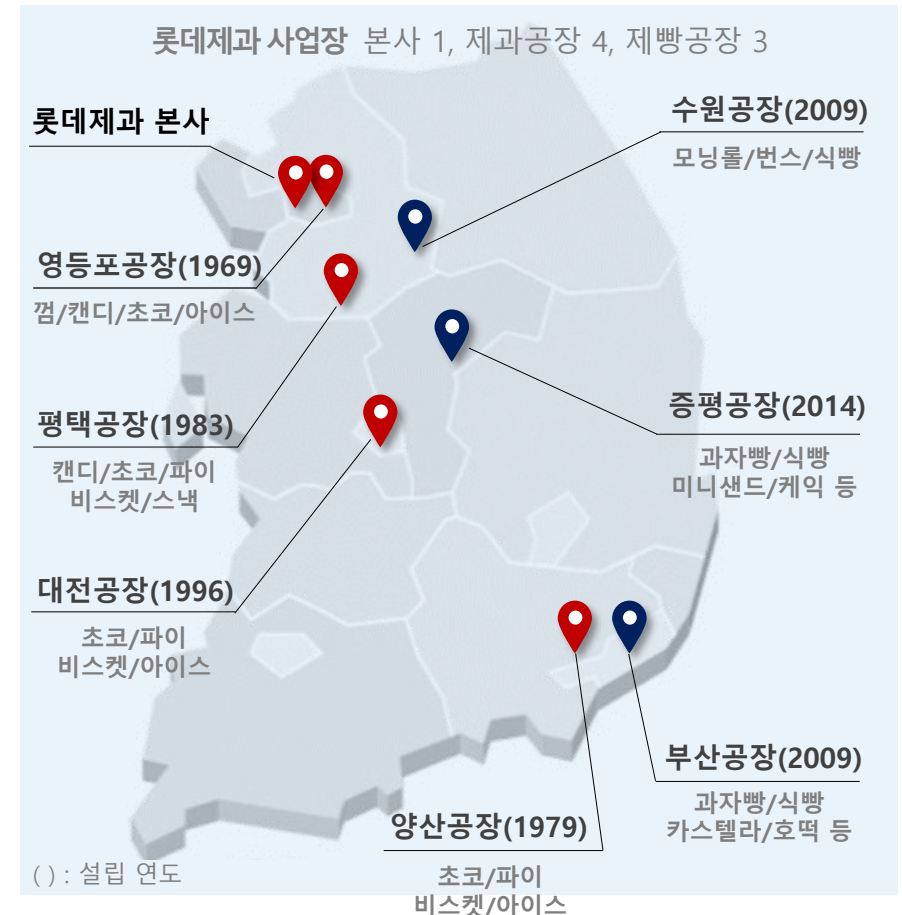 롯데제과 사업장 본사 1, 제과공장 4, 제빵공장 3
롯데제과 본사
영등포공장(1969)
껌/캔디/초코/아이스
평택공장(1983)
캔디/초코/파이
비스켓/스낵
대전공장(1996)
초코/파이
비스켓/아이스
수원공장(2009)
모닝롤/번스/식빵
증평공장(2014)
과자빵/식빵
미니샌드/케익 등
부산공장(2009)
과자빵/식빵
카스텔라/호떡 등
양산공장(1979)
초코/파이
비스켓/아이스
( ) : 설립 연도